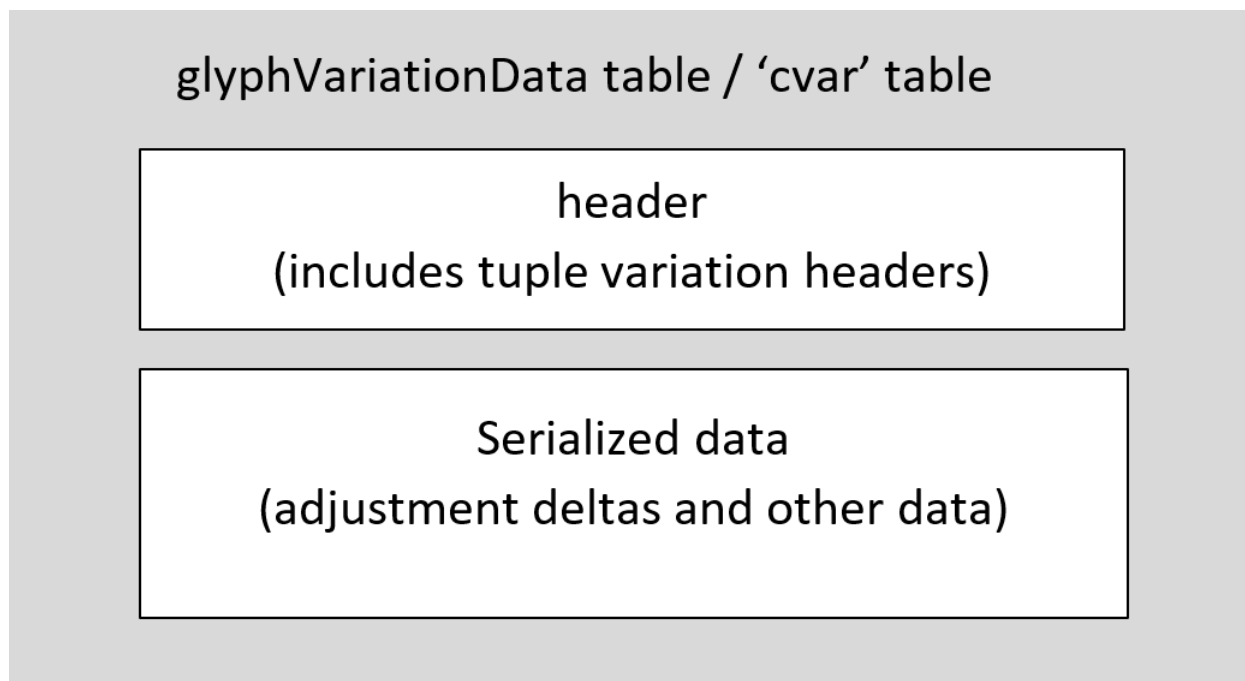 glyphVariationData table / ‘cvar’ table
header
(includes tuple variation headers)
Serialized data
(adjustment deltas and other data)